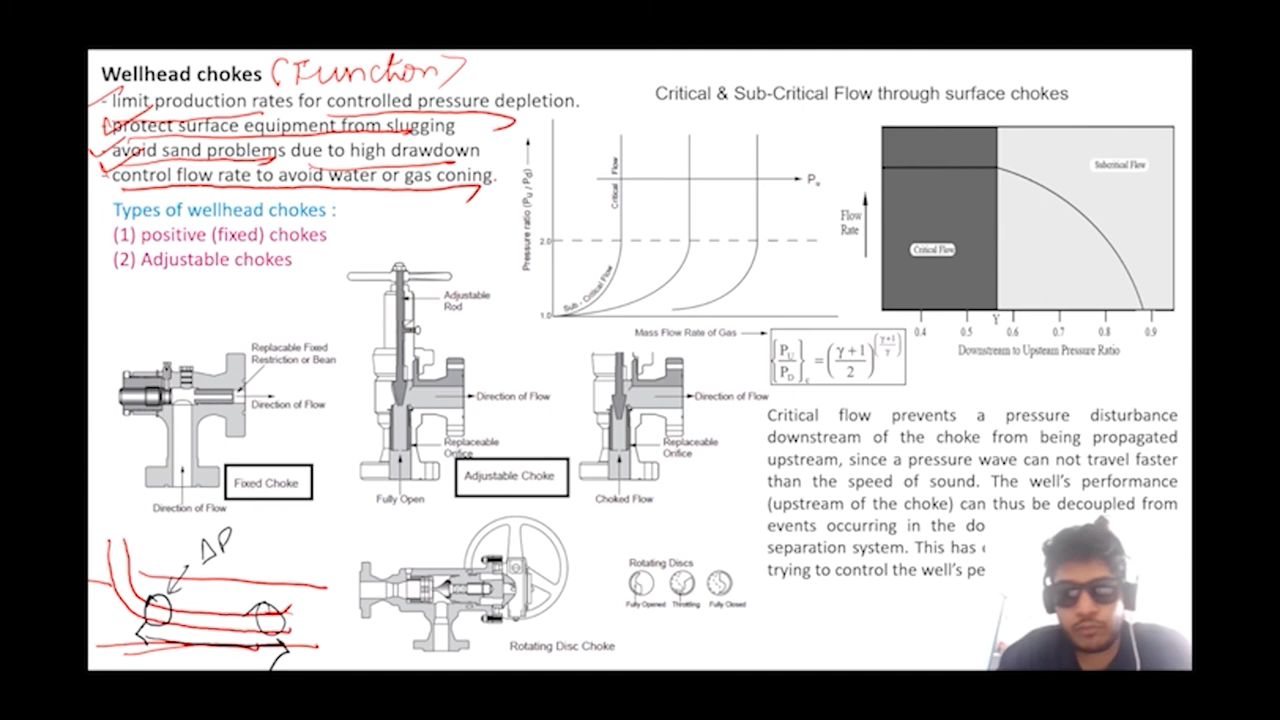 Wellhead chokes (Function)
- limit production rates for controlled pressure depletion.
- protect surface equipment from slugging
- avoid sand problems due to high drawdown
- control flow rate to avoid water or gas coning.
Types of wellhead chokes :
(1) positive (fixed) chokes
(2) Adjustable chokes
Critical & Sub-Critical Flow through surface chokes
Pressure ratio (Pu / Pd)
2.0
1.0
Critical Flow
Sub - Critical Flow
Pu
Mass Flow Rate of Gas
Flow
Rate
Critical Flow
Subcritical Flow
0.4 0.5 Y 0.6 0.7 0.8 0.9
Downstream to Upsteam Pressure Ratio
{PU/PD}c = (γ+1/2)(γ+1/γ)
Replacable Fixed
Restriction or Bean
Direction of Flow
Fixed Choke
Direction of Flow
Adjustable
Rod
Direction of Flow
Replaceable
Orifice
Fully Open
Adjustable Choke
Direction of Flow
Replaceable
Orifice
Choked Flow
Critical flow prevents a pressure disturbance
downstream of the choke from being propagated
upstream, since a pressure wave can not travel faster
than the speed of sound. The well's performance
(upstream of the choke) can thus be decoupled from
events occurring in the do
separation system. This has
trying to control the well's pe
ΔP
Rotating Disc Choke
Rotating Discs
Fully Opened Throttling Fully Closed